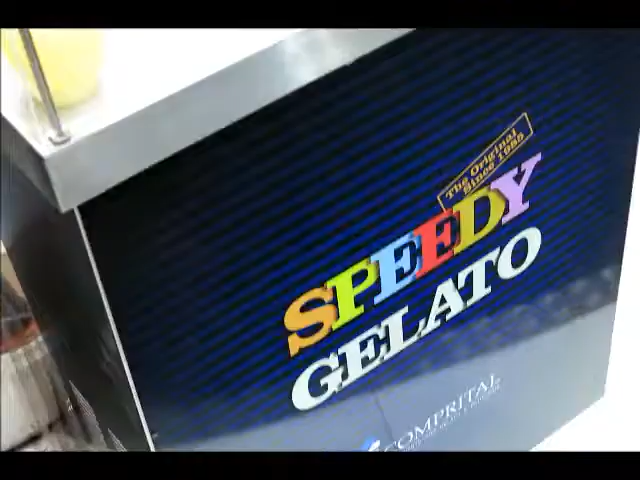 The Original
Since 1985
SPEEDY
GELATO
COMPRITAL